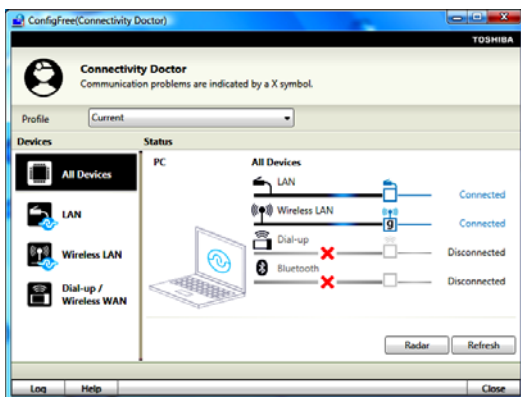 ConfigFree(Connectivity Doctor)
TOSHIBA
Connectivity Doctor
Communication problems are indicated by a X symbol.
Profile Current
Devices Status
PC All Devices
All Devices
LAN Connected
LAN
Wireless LAN g Connected
Wireless LAN
Dial-up Disconnected
Bluetooth Disconnected
Dial-up /
Wireless WAN
Radar Refresh
Log Help Close